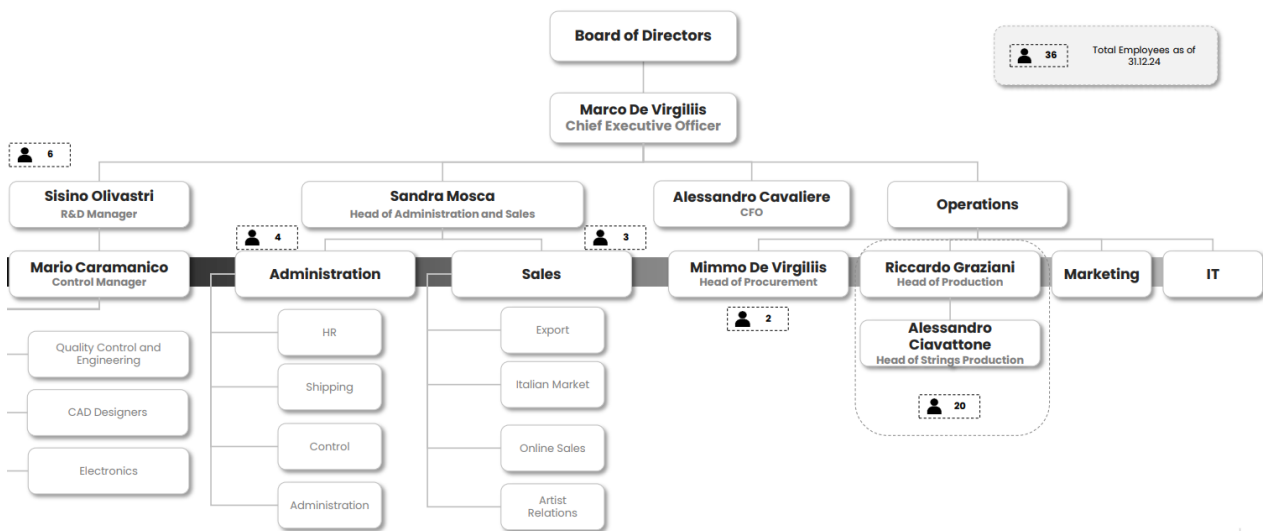 Board of Directors
36
Total Employees as of
31.12.24
Marco De Virgiliis
Chief Executive Officer
6
Sisino Olivastri
R&D Manager
Sandra Mosca
Head of Administration and Sales
Alessandro Cavaliere
CFO
Operations
4
3
Mario Caramanico
Control Manager
Administration
Sales
Mimmo De Virgiliis
Head of Procurement
Riccardo Graziani
Head of Production
Marketing
IT
2
Alessandro
Ciavattone
Head of Strings Production
20
Quality Control and
Engineering
CAD Designers
Electronics
HR
Shipping
Control
Administration
Export
Italian Market
Online Sales
Artist
Relations